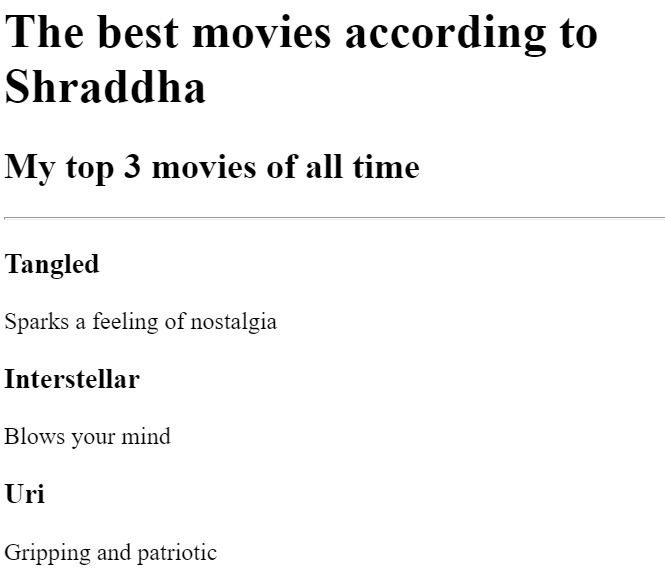 The best movies according to
Shraddha
My top 3 movies of all time
Tangled
Sparks a feeling of nostalgia
Interstellar
Blows your mind
Uri
Gripping and patriotic